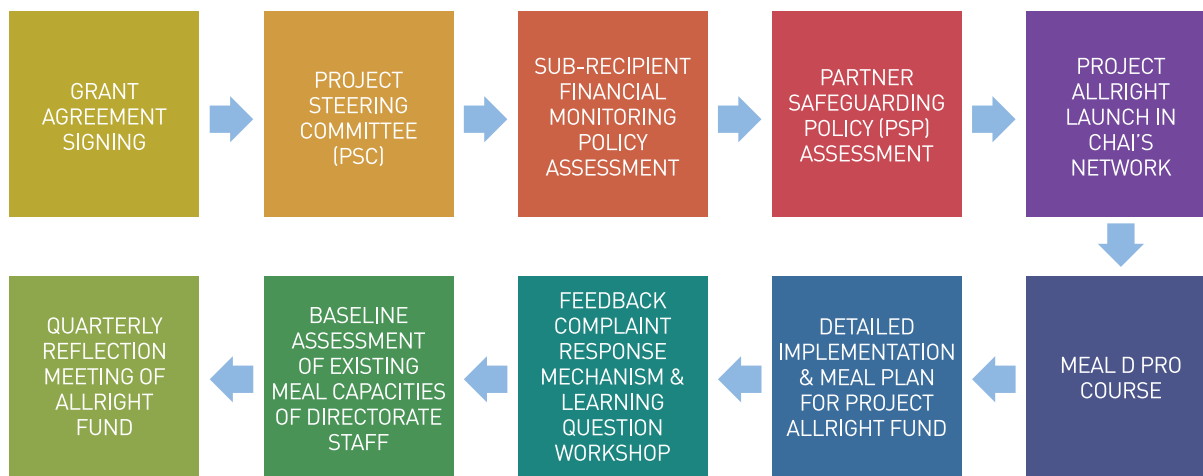 GRANT
AGREEMENT
SIGNING
PROJECT
STEERING
COMMITTEE
(PSC)
SUB-RECIPIENT
FINANCIAL
MONITORING
POLICY
ASSESSMENT
PARTNER
SAFEGUARDING
POLICY (PSP)
ASSESSMENT
PROJECT
ALLRIGHT
LAUNCH IN
CHAI'S
NETWORK
MEAL D PRO
COURSE
DETAILED
IMPLEMENTATION
& MEAL PLAN
FOR PROJECT
ALLRIGHT FUND
FEEDBACK
COMPLAINT
RESPONSE
MECHANISM &
LEARNING
QUESTION
WORKSHOP
BASELINE
ASSESSMENT
OF EXISTING
MEAL CAPACITIES
OF DIRECTORATE
STAFF
QUARTERLY
REFLECTION
MEETING OF
ALLRIGHT
FUND